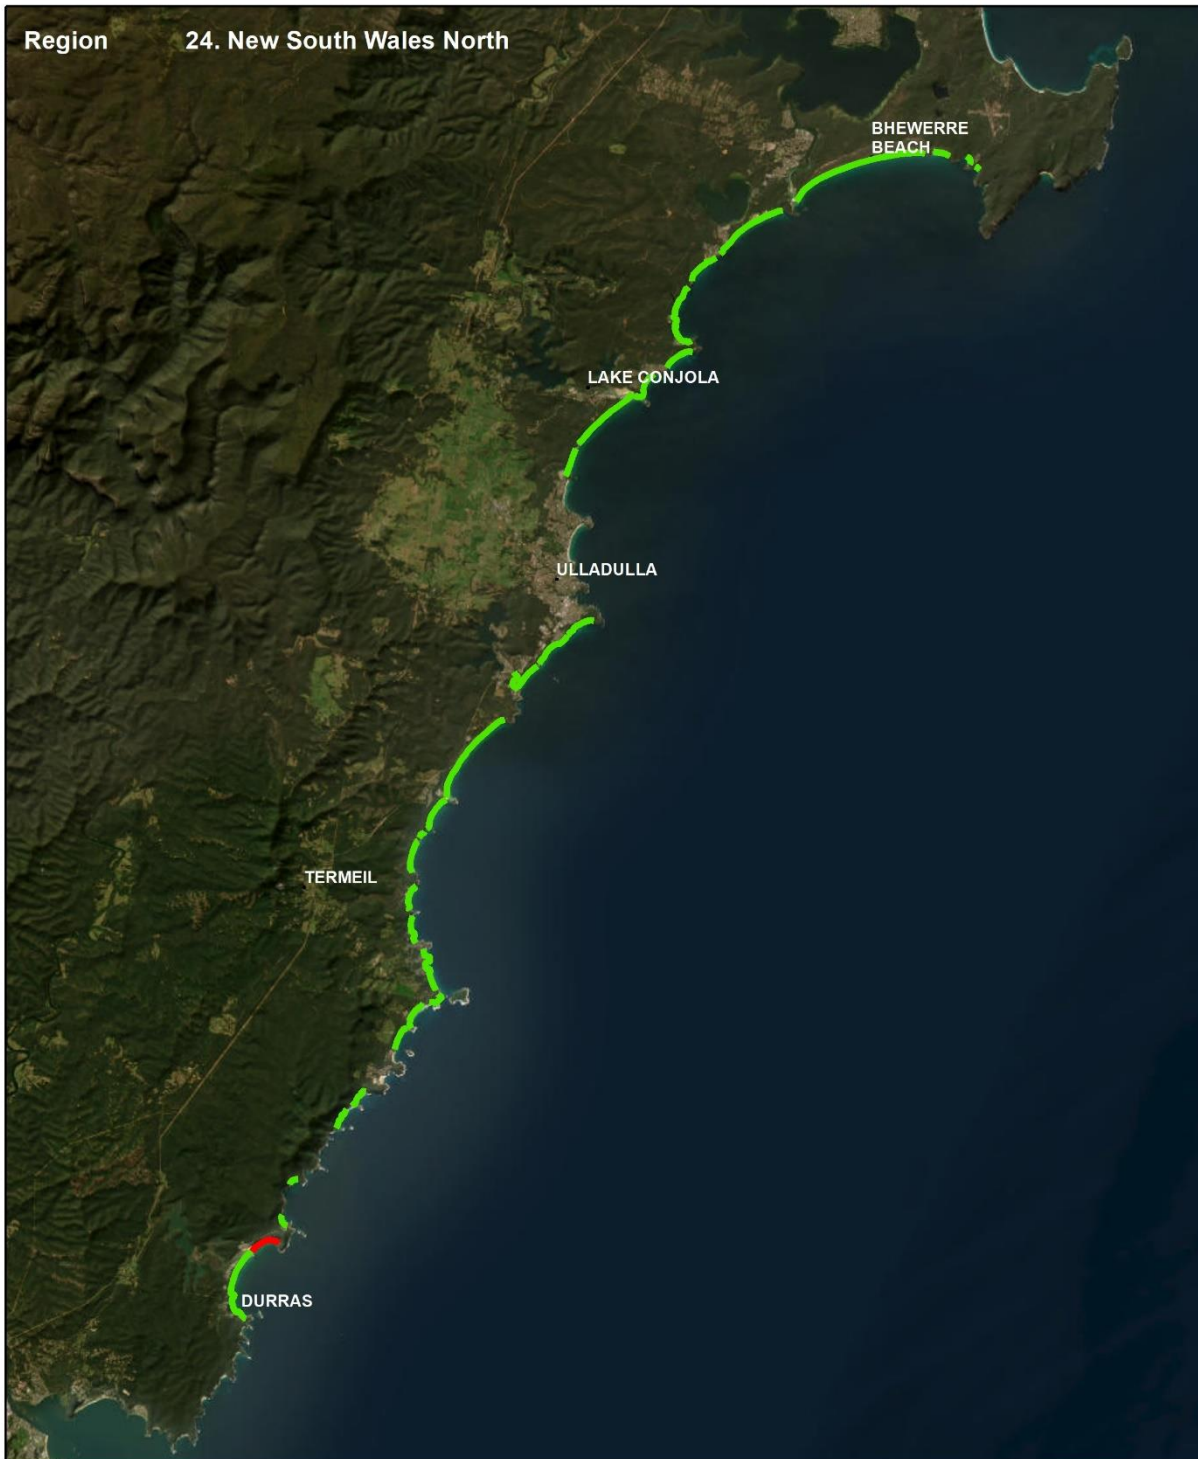 Region 24. New South Wales North
BHEWERRE
BEACH
LAKE CONJOLA
ULLADULLA
TERMEIL
DURRAS